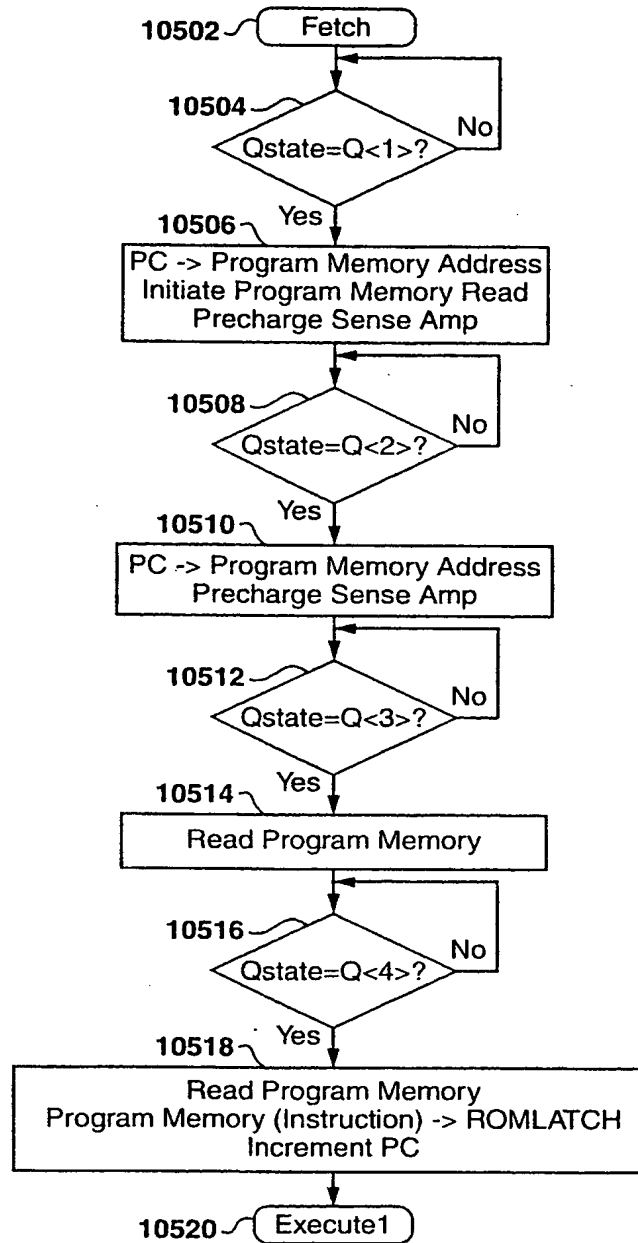 10502
Fetch
10504
Qstate=Q<1>?
No
Yes
10506
PC -> Program Memory Address
Initiate Program Memory Read
Precharge Sense Amp
10508
Qstate=Q<2>?
No
Yes
10510
PC -> Program Memory Address
Precharge Sense Amp
10512
Qstate=Q<3>?
No
Yes
10514
Read Program Memory
10516
Qstate=Q<4>?
No
Yes
10518
Read Program Memory
Program Memory (Instruction) -> ROMLATCH
Increment PC
10520
Execute1